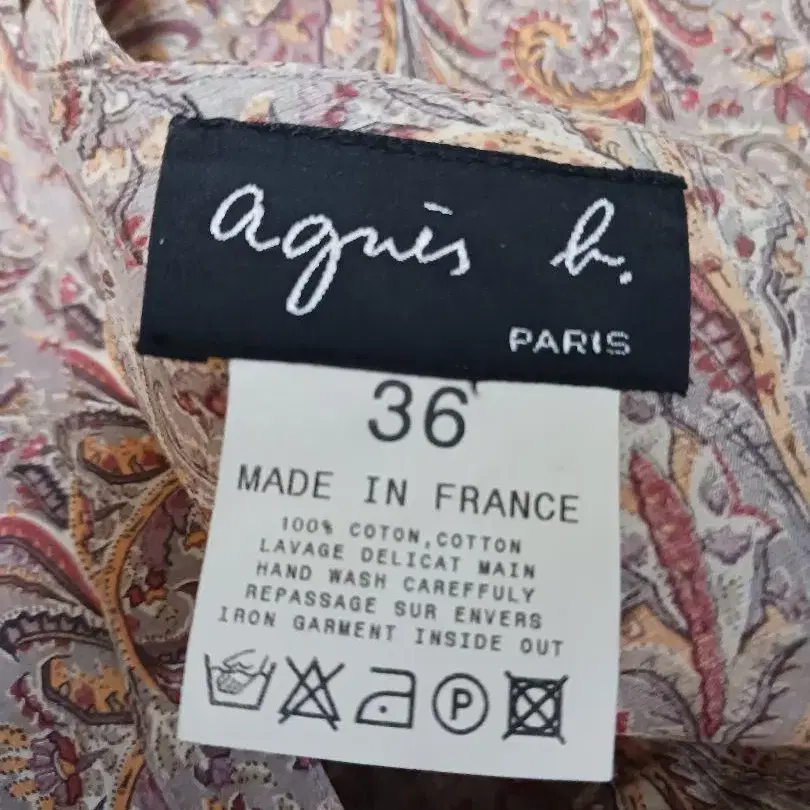 agnès b.
PARIS
36
MADE IN FRANCE
100% COTON,COTTON
LAVAGE DELICAT MAIN
HAND WASH CAREFFULY
REPASSAGE SUR ENVERS
IRON GARMENT INSIDE OUT
P